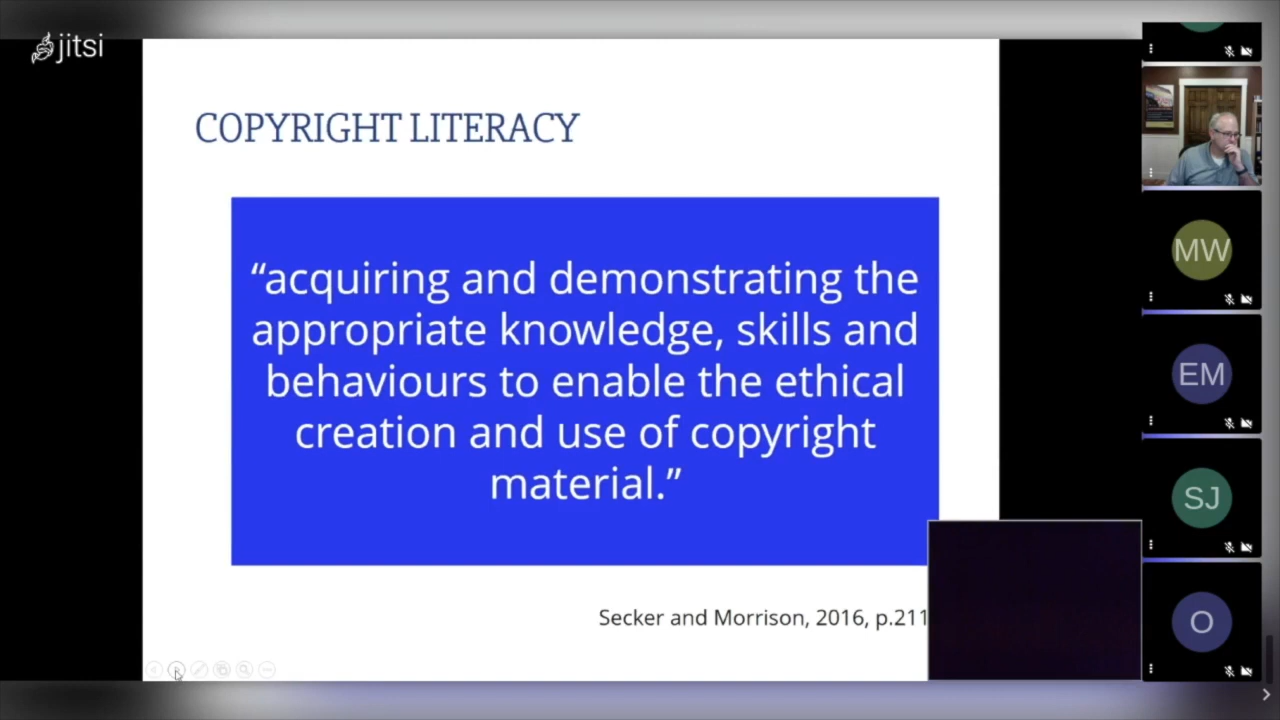 jitsi
COPYRIGHT LITERACY
“acquiring and demonstrating the
appropriate knowledge, skills and
behaviours to enable the ethical
creation and use of copyright
material.”
Secker and Morrison, 2016, p.211
MW
EM
SJ
O